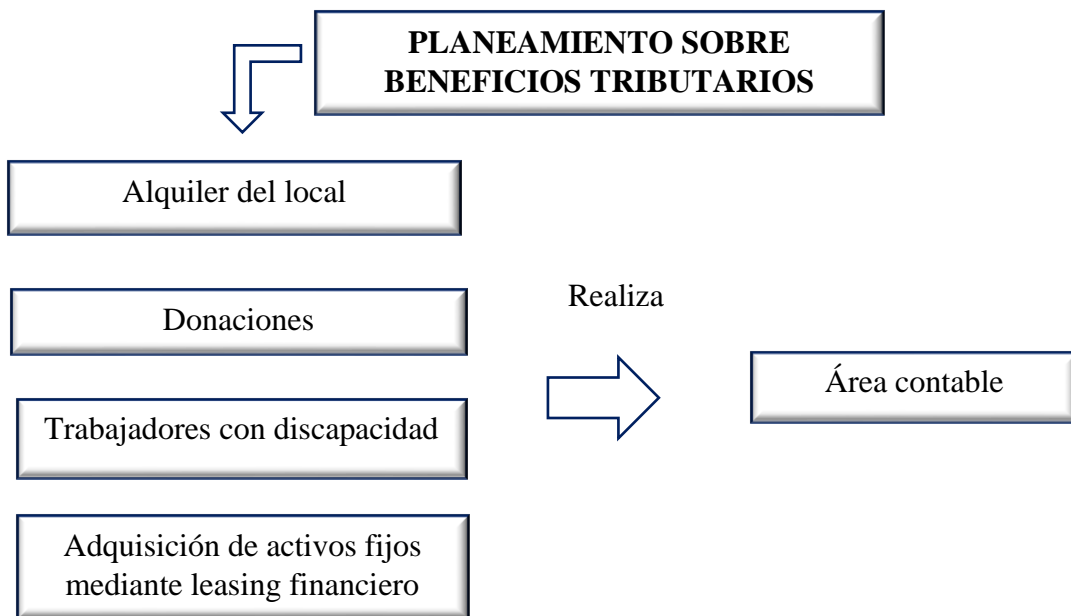 PLANEAMIENTO SOBRE
BENEFICIOS TRIBUTARIOS
Alquiler del local
Donaciones
Trabajadores con discapacidad
Adquisición de activos fijos
mediante leasing financiero
Realiza
Área contable